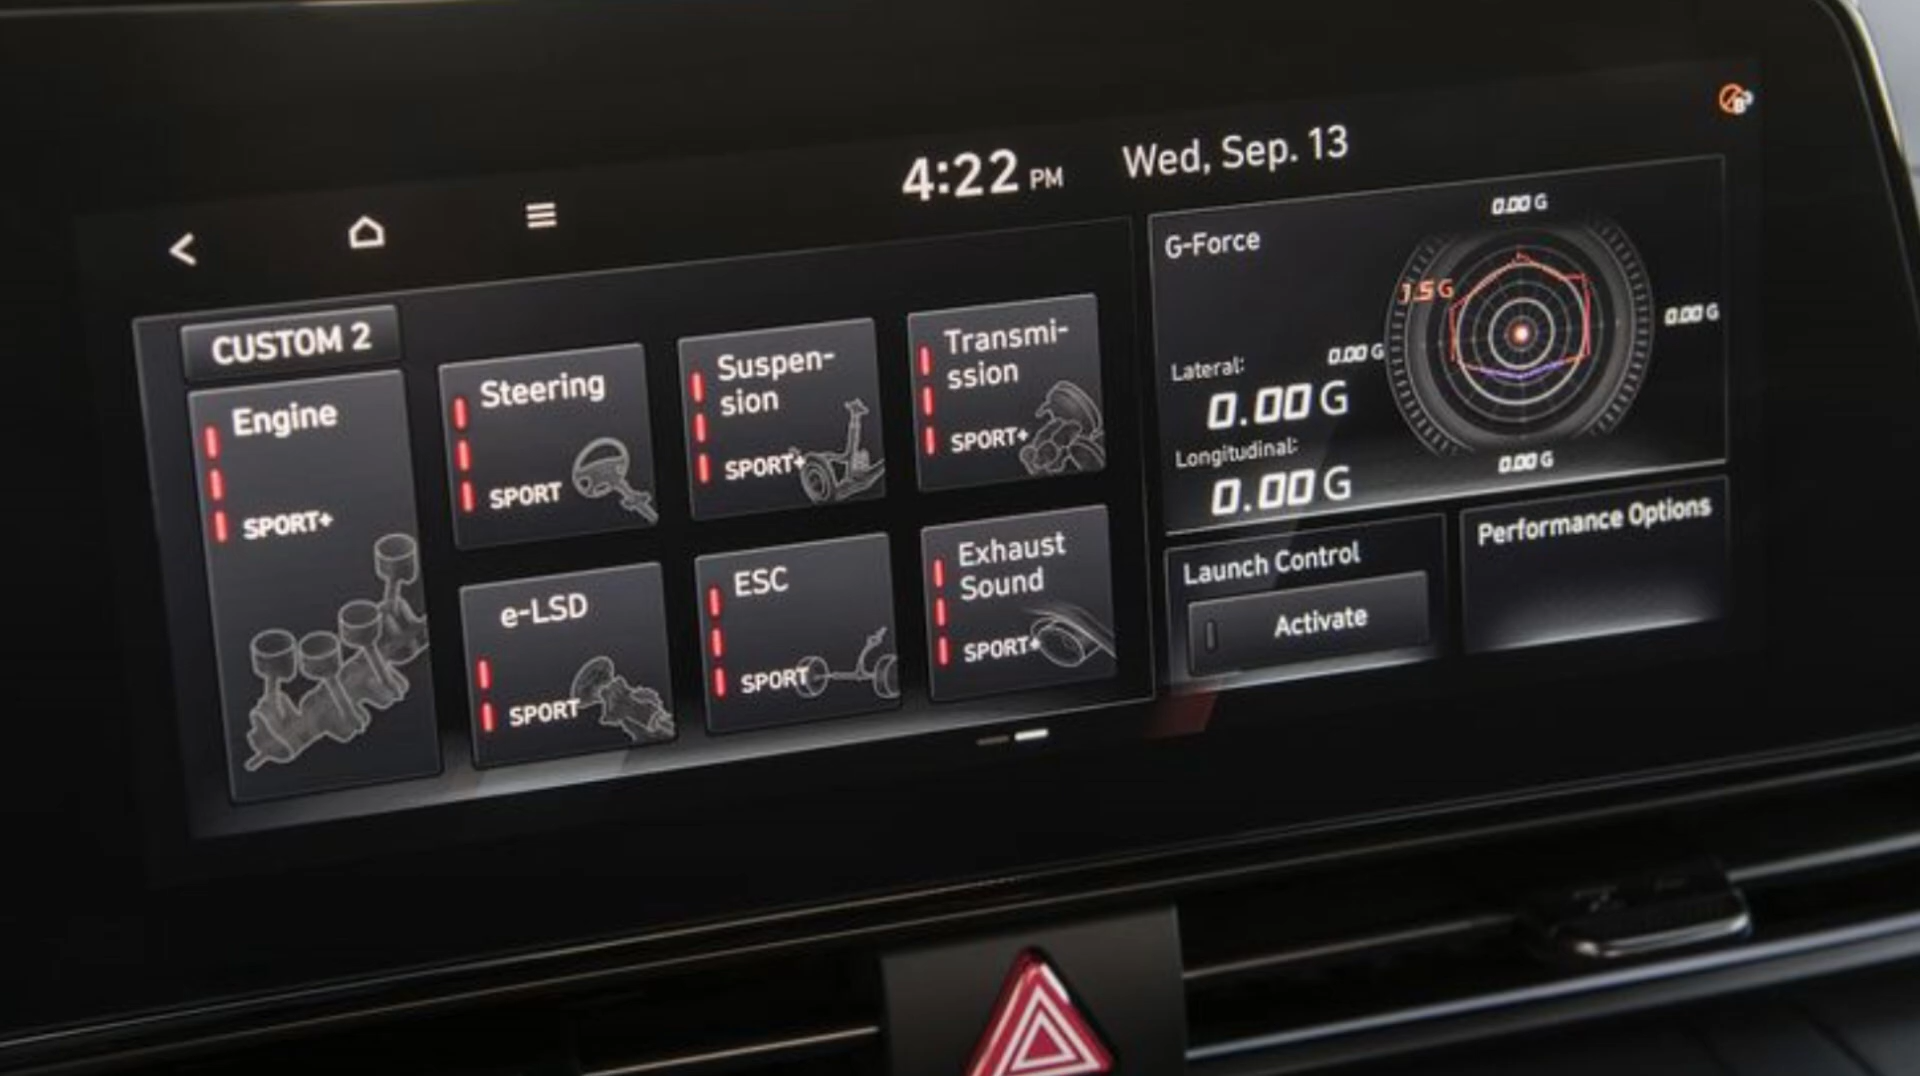 4:22 PM Wed, Sep. 13
CUSTOM 2
Engine
SPORT+
Steering
SPORT
Suspen-
sion
SPORT+
Transmi-
ssion
SPORT+
e-LSD
SPORT
ESC
SPORT
Exhaust
Sound
SPORT+
G-Force
0.00 G
1.5 G
0.00 G
0.00 G
Lateral:
0.00 G
Longitudinal:
0.00 G
0.00 G
Launch Control
Activate
Performance Options